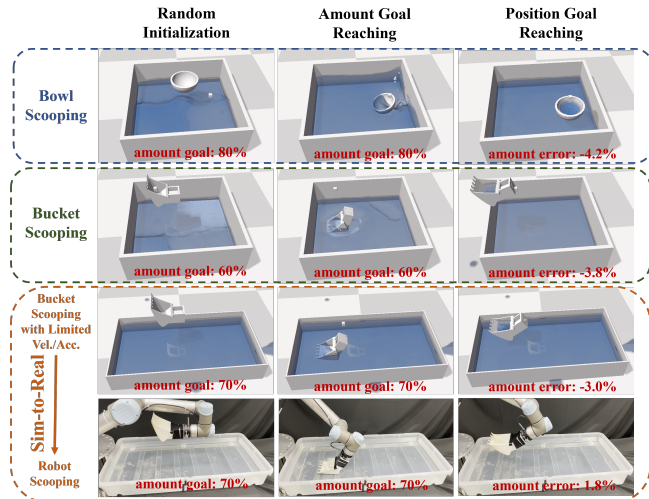 Random
Initialization
Amount Goal
Reaching
Position Goal
Reaching
Bowl
Scooping
amount goal: 80%
amount goal: 80%
amount error: -4.2%
Bucket
Scooping
amount goal: 60%
amount goal: 60%
amount error: -3.8%
Bucket
Scooping
with Limited
Vel./Acc.
amount goal: 70%
amount goal: 70%
amount error: -3.0%
Sim-to-Real
Robot
Scooping
amount goal: 70%
amount goal: 70%
amount error: 1.8%